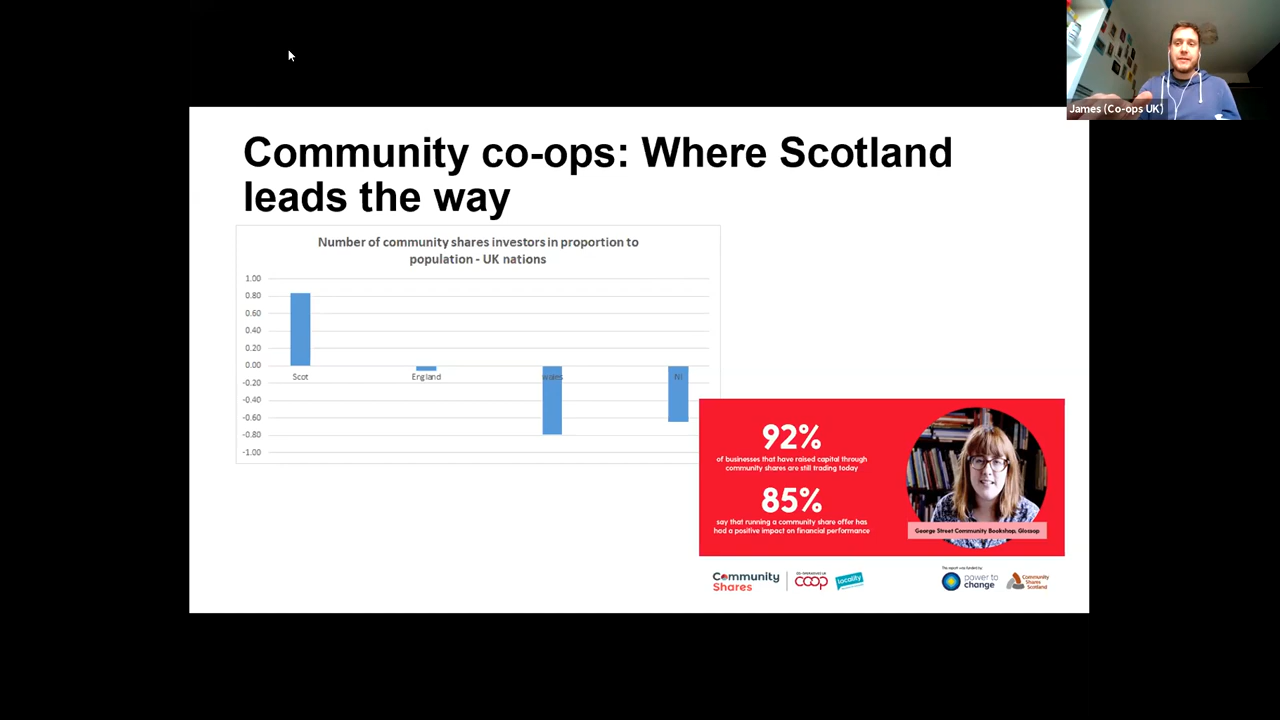 James (Co-ops UK)
Community co-ops: Where Scotland
leads the way
Number of community shares investors in proportion to
population - UK nations
1.00
0.80
0.60
0.40
0.20
0.00
-0.20
-0.40
-0.60
-0.80
-1.00
Scot
England
Wales
NI
92%
of businesses that have raised capital through
community shares are still trading today
85%
say that running a community share offer has
had a positive impact on financial performance
George Street Community Bookshop, Glossop
Community
Shares
coop
locality
This report was funded by
power to
change
Community
Shares
Scotland